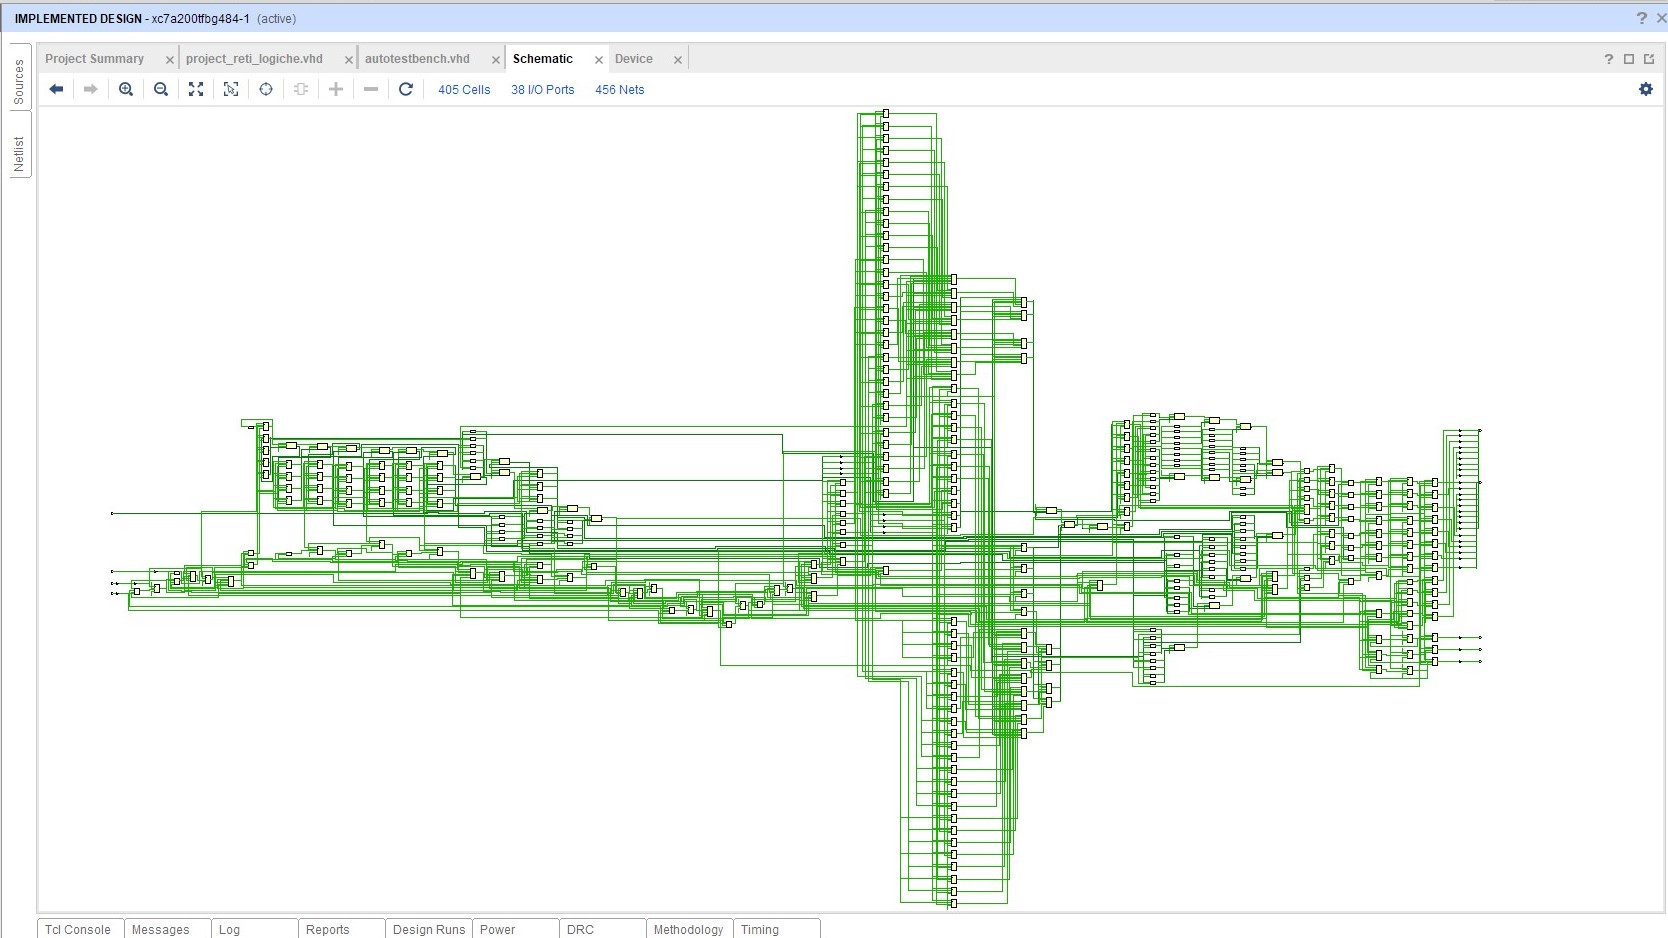 IMPLEMENTED DESIGN - xc7a200tfbg484-1 (active)
Sources
Netlist
Project Summary project_reti_logiche.vhd autotestbench.vhd Schematic Device
405 Cells 38 I/O Ports 456 Nets
Tcl Console Messages Log Reports Design Runs Power DRC Methodology Timing